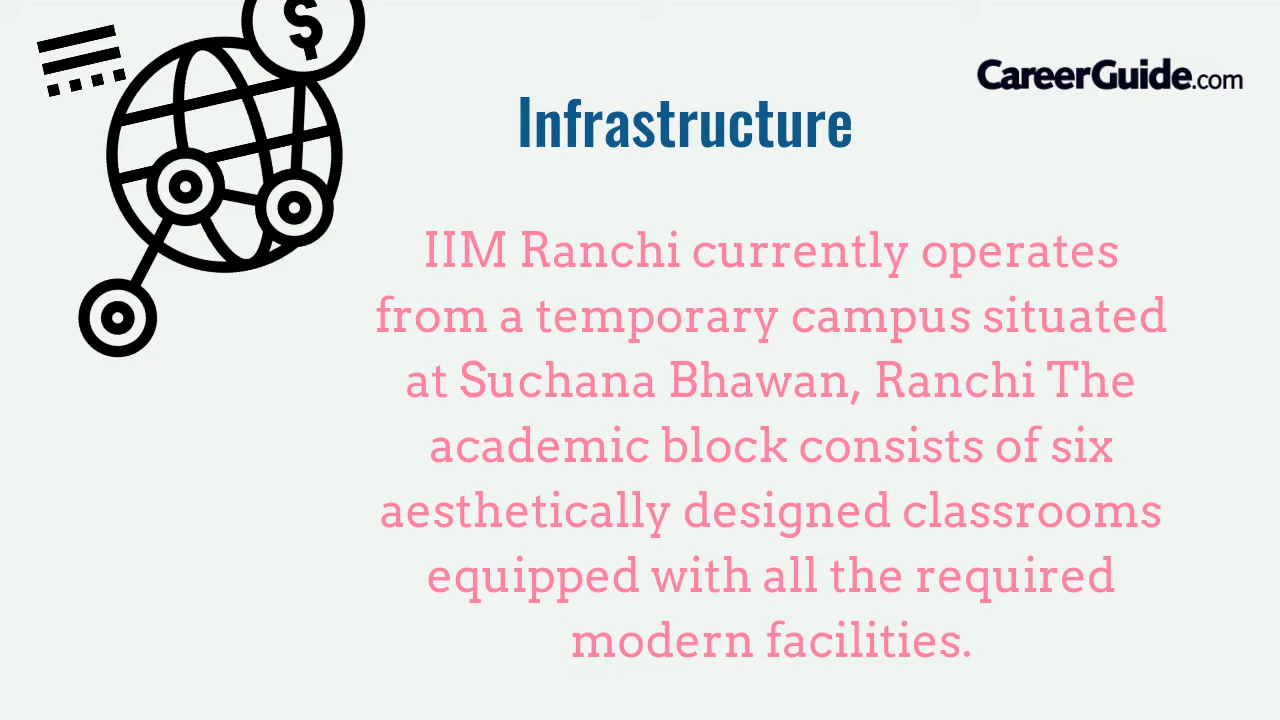 $
CareerGuide.com
Infrastructure
IIM Ranchi currently operates
from a temporary campus situated
at Suchana Bhawan, Ranchi The
academic block consists of six
aesthetically designed classrooms
equipped with all the required
modern facilities.